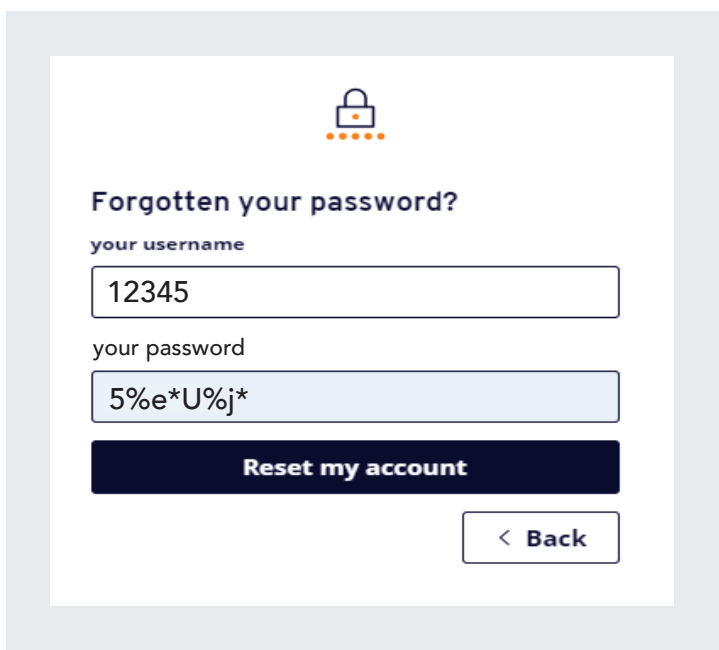 Forgotten your password?
your username
12345
your password
5%e*U%j*
Reset my account
< Back